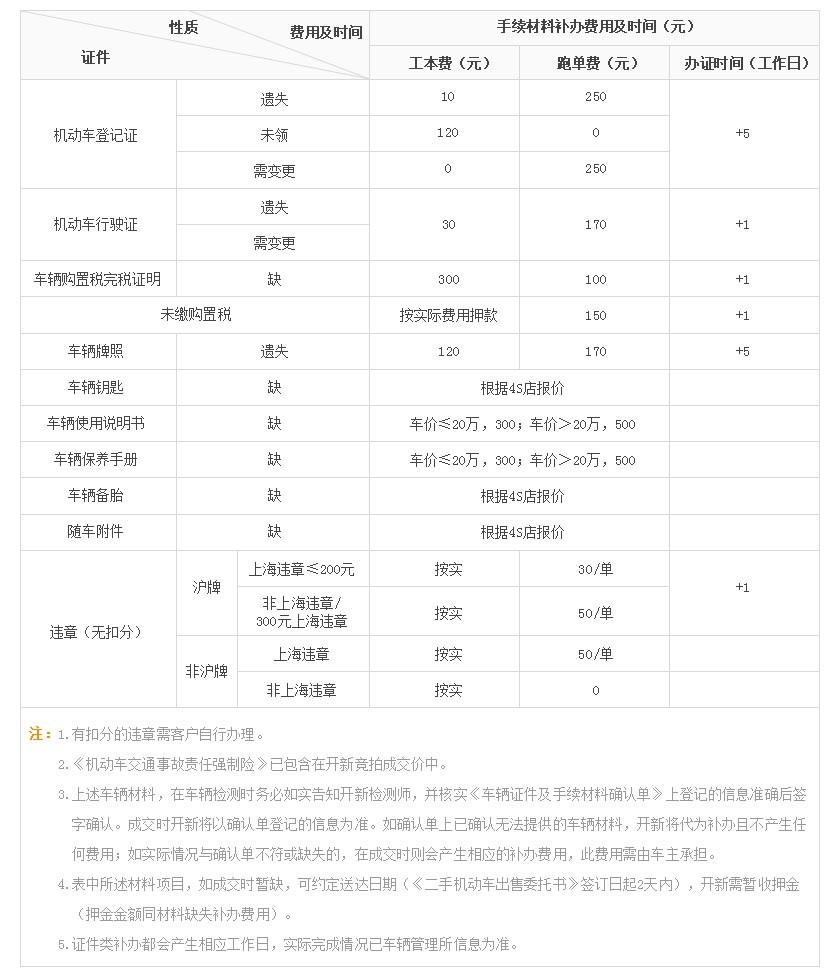 性质 费用及时间 手续材料补办费用及时间（元）
证件 工本费（元） 跑单费（元） 办证时间（工作日）
机动车登记证 遗失 10 250 +5
未领 120 0
需变更 0 250
机动车行驶证 遗失 30 170 +1
需变更
车辆购置税完税证明 缺 300 100 +1
未缴购置税 按实际费用押款 150 +1
车辆牌照 遗失 120 170 +5
车辆钥匙 缺 根据4S店报价
车辆使用说明书 缺 车价≤20万，300；车价＞20万，500
车辆保养手册 缺 车价≤20万，300；车价＞20万，500
车辆备胎 缺 根据4S店报价
随车附件 缺 根据4S店报价
违章（无扣分） 沪牌 上海违章≤200元 按实 30/单 +1
非上海违章/
300元上海违章 按实 50/单
非沪牌 上海违章 按实 50/单
非上海违章 按实 0
注：1.有扣分的违章需客户自行办理。
2.《机动车交通事故责任强制险》已包含在开新竞拍成交价中。
3.上述车辆材料，在车辆检测时务必如实告知开新检测师，并核实《车辆证件及手续材料确认单》上登记的信息准确后签
字确认。成交时开新将以确认单登记的信息为准。如确认单上已确认无法提供的车辆材料，开新将代为补办且不产生任
何费用；如实际情况与确认单不符或缺失的，在成交时则会产生相应的补办费用，此费用需由车主承担。
4.表中所述材料项目，如成交时暂缺，可约定送达日期（《二手机动车出售委托书》签订日起2天内），开新需暂收押金
（押金金额同材料缺失补办费用）。
5.证件类补办都会产生相应工作日，实际完成情况已车辆管理所信息为准。